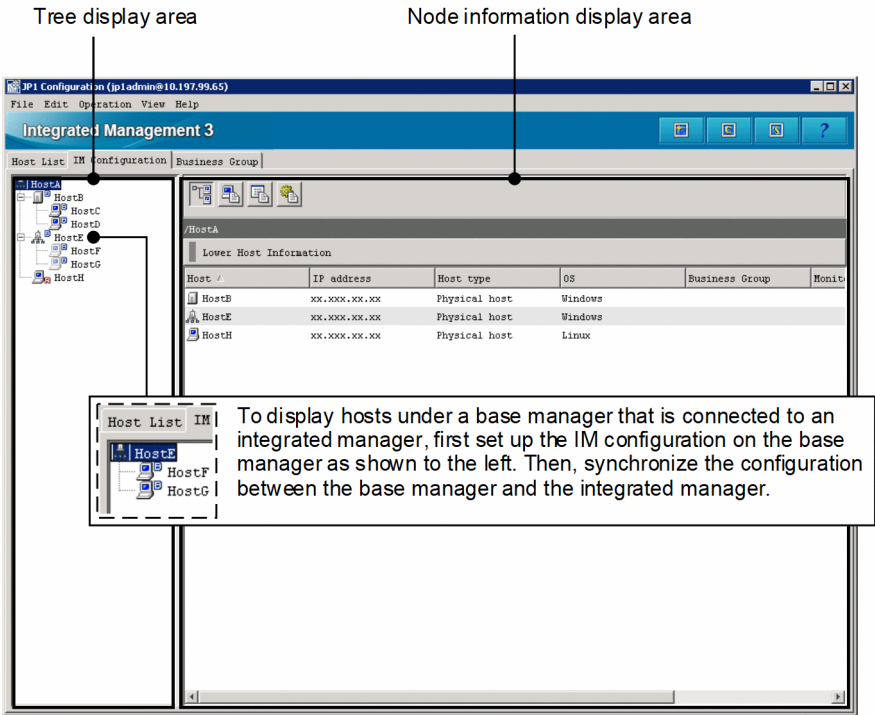 Tree display area
Node information display area
JP1 Configuration (jp1admin@10.197.99.65)
File Edit Operation View Help
Integrated Management 3
?
Host List IM Configuration Business Group
HostA
HostB
HostC
HostD
HostE
HostF
HostG
HostH
/HostA
Lower Host Information
Host IP address Host type OS Business Group Monito
HostB xx.xxx.xx.xx Physical host Windows
HostE xx.xxx.xx.xx Physical host Windows
HostH xx.xxx.xx.xx Physical host Linux
Host List IM
HostE
HostF
HostG
To display hosts under a base manager that is connected to an
integrated manager, first set up the IM configuration on the base
manager as shown to the left. Then, synchronize the configuration
between the base manager and the integrated manager.